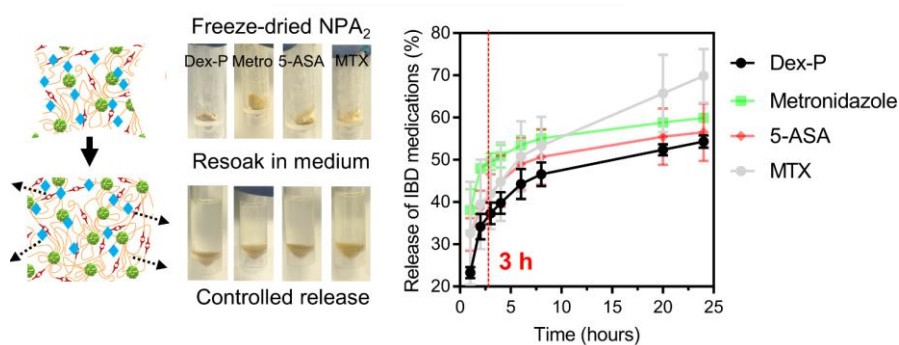 Freeze-dried NPA2
Dex-P Metro 5-ASA MTX
Resoak in medium
Controlled release
Release of IBD medications (%)
80
70
60
50
40
30
20
3 h
0 5 10 15 20 25
Time (hours)
Dex-P
Metronidazole
5-ASA
MTX